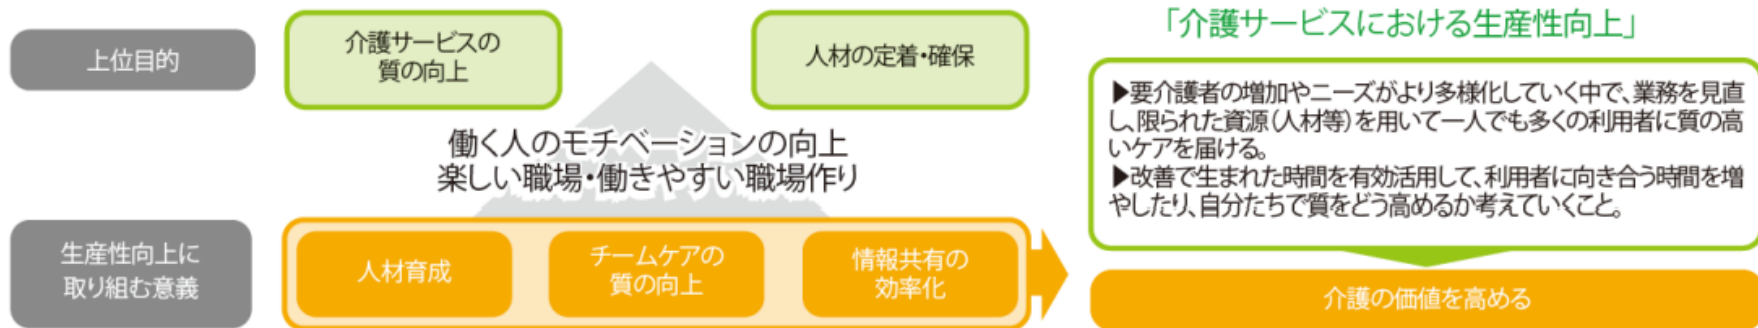 上位目的
介護サービスの
質の向上
人材の定着・確保
働く人のモチベーションの向上
楽しい職場・働きやすい職場作り
生産性向上に
取り組む意義
人材育成
チームケアの
質の向上
情報共有の
効率化
「介護サービスにおける生産性向上」
▶要介護者の増加やニーズがより多様化していく中で、業務を見直
し、限られた資源(人材等)を用いて一人でも多くの利用者に質の高
いケアを届ける。
▶改善で生まれた時間を有効活用して、利用者に向き合う時間を増
やしたり、自分たちで質をどう高めるか考えていくこと。
介護の価値を高める